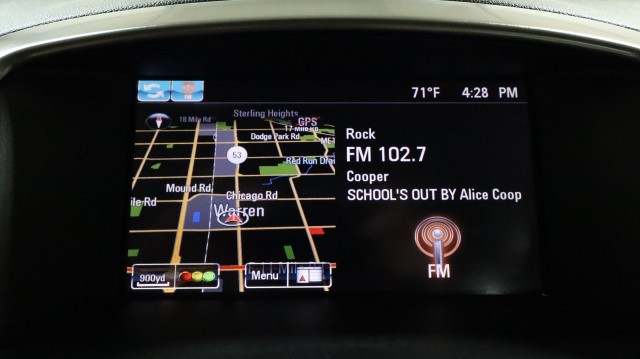 71°F 4:28 PM
Sterling Heights
18 Mile Rd
GPS
17 Mile Rd
Dodge Park Rd
ME
53
Red Run Drai
Mound Rd
Chicago Rd
ile Rd
Warren
900yd
Menu
Rock
FM 102.7
Cooper
SCHOOL'S OUT BY Alice Coop
FM